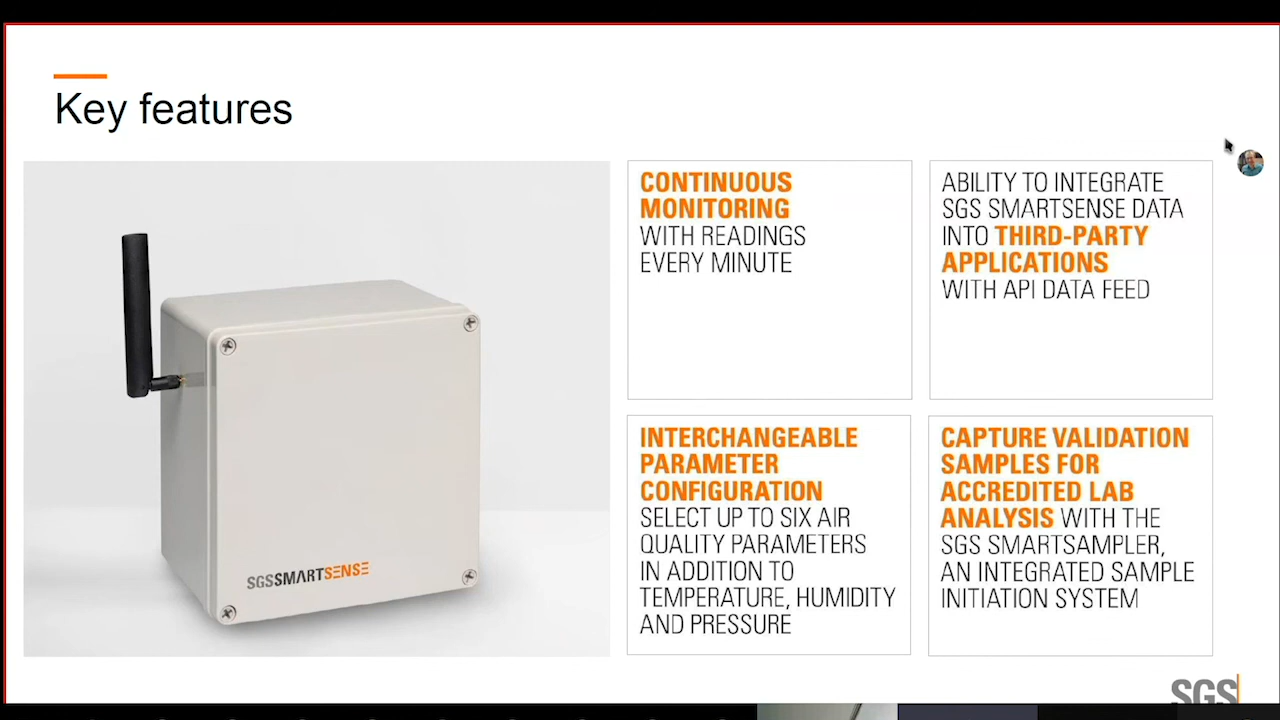 Key features
CONTINUOUS
MONITORING
WITH READINGS
EVERY MINUTE
ABILITY TO INTEGRATE
SGS SMARTSENSE DATA
INTO THIRD-PARTY
APPLICATIONS
WITH API DATA FEED
INTERCHANGEABLE
PARAMETER
CONFIGURATION
SELECT UP TO SIX AIR
QUALITY PARAMETERS
IN ADDITION TO
TEMPERATURE, HUMIDITY
AND PRESSURE
CAPTURE VALIDATION
SAMPLES FOR
ACCREDITED LAB
ANALYSIS WITH THE
SGS SMARTSAMPLER,
AN INTEGRATED SAMPLE
INITIATION SYSTEM
SGSSMARTSENSE
SGS